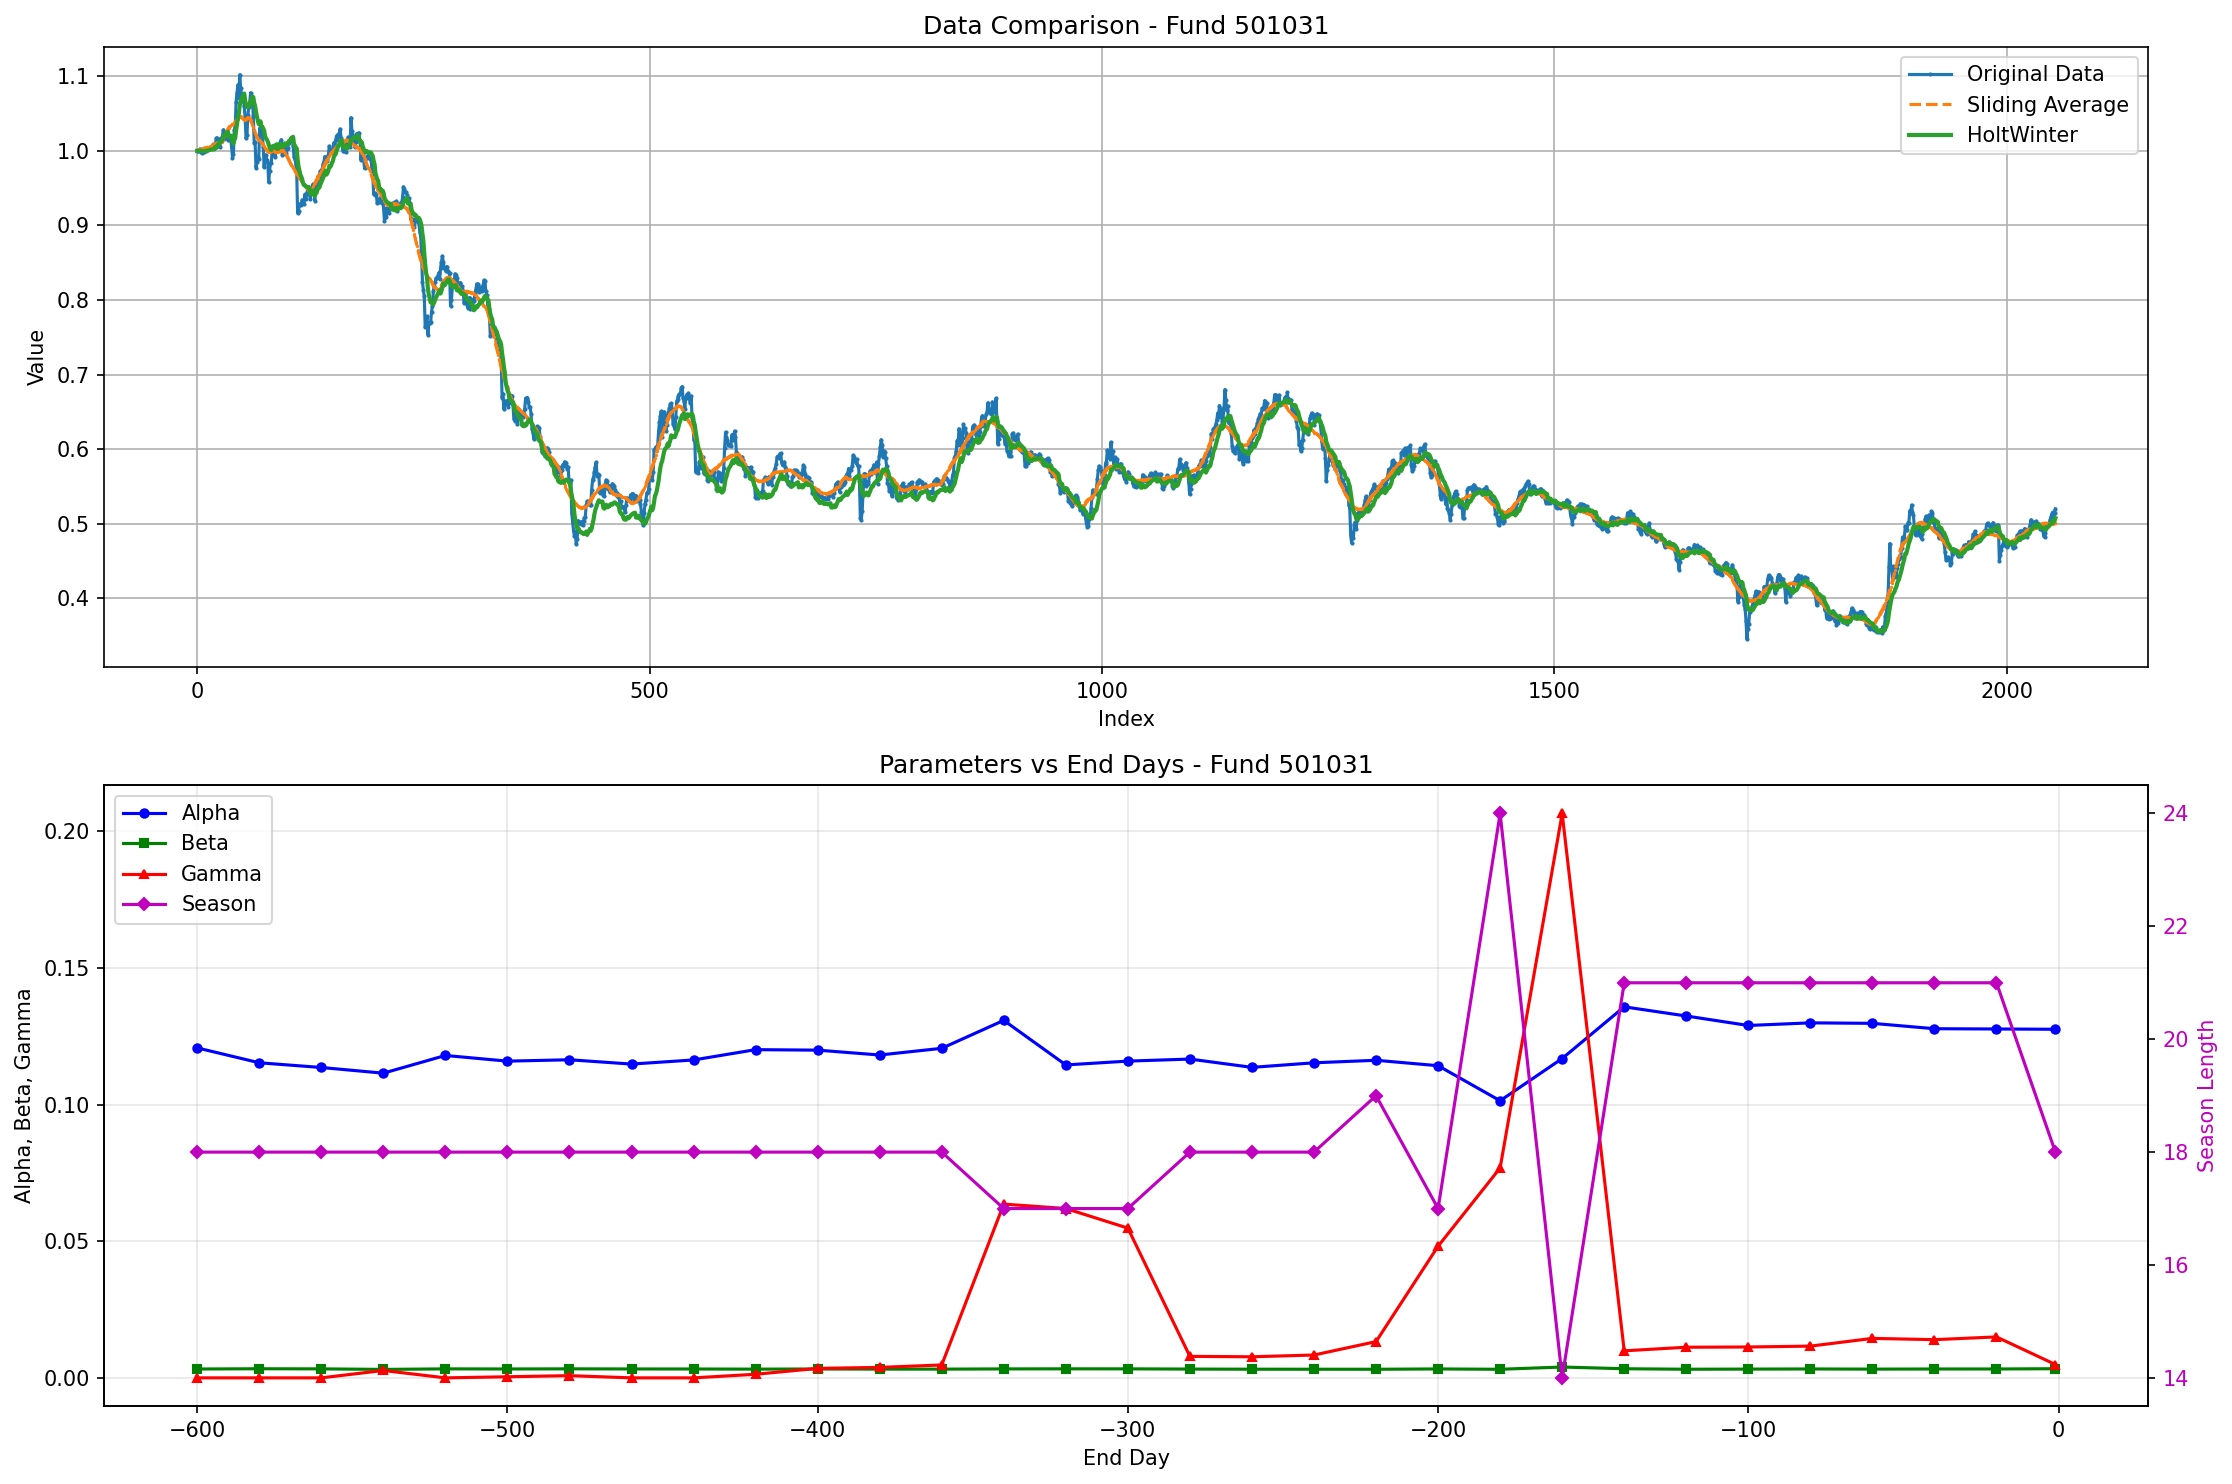 Data Comparison - Fund 501031
Original Data
Sliding Average
HoltWinter
Value
1.1
1.0
0.9
0.8
0.7
0.6
0.5
0.4
0
500
1000
1500
2000
Index
Parameters vs End Days - Fund 501031
Alpha
Beta
Gamma
Season
Alpha, Beta, Gamma
0.20
0.15
0.10
0.05
0.00
24
22
20
18
16
14
Season Length
−600
−500
−400
−300
−200
−100
0
End Day